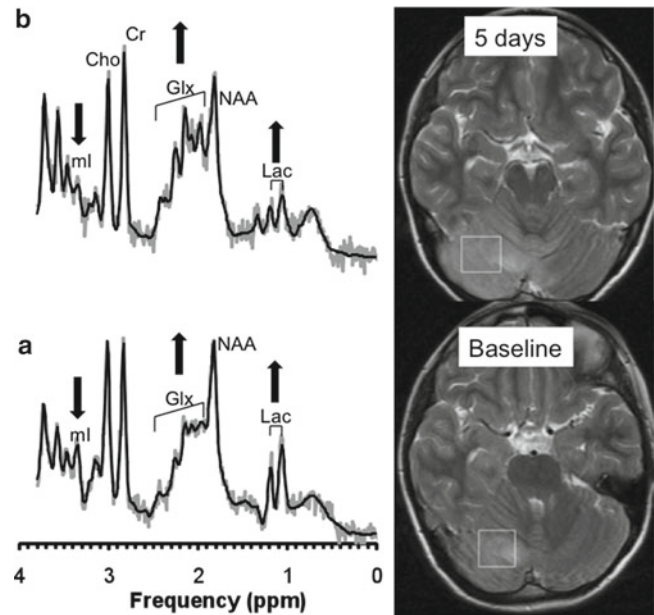 b
Cr
Cho
Glx
NAA
mI
Lac
5 days
a
NAA
Glx
mI
Lac
Baseline
4 3 2 1 0
Frequency (ppm)